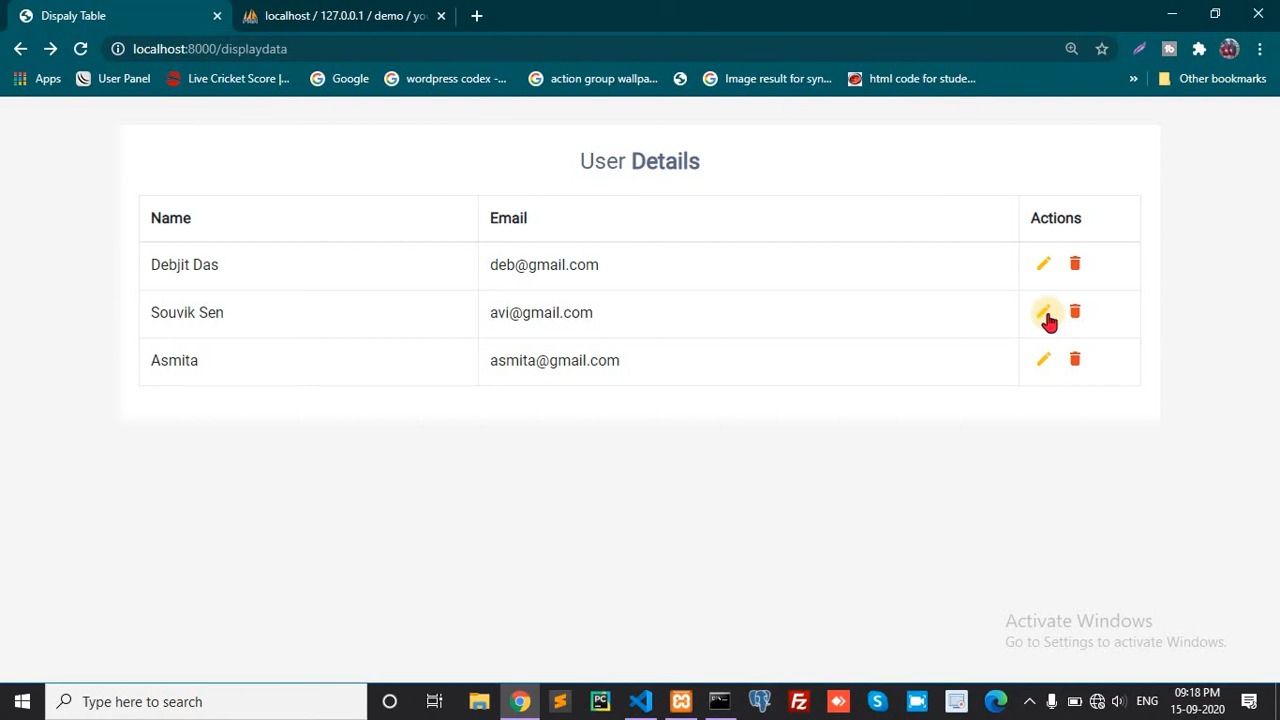 Dispaly Table
localhost / 127.0.0.1 / demo / yo
localhost:8000/displaydata
Apps
User Panel
Live Cricket Score |...
Google
wordpress codex -...
action group wallpa...
Image result for syn...
html code for stude...
»
Other bookmarks
User Details
Name Email Actions
Debjit Das deb@gmail.com
Souvik Sen avi@gmail.com
Asmita asmita@gmail.com
Activate Windows
Go to Settings to activate Windows.
Type here to search
ENG
09:18 PM
15-09-2020